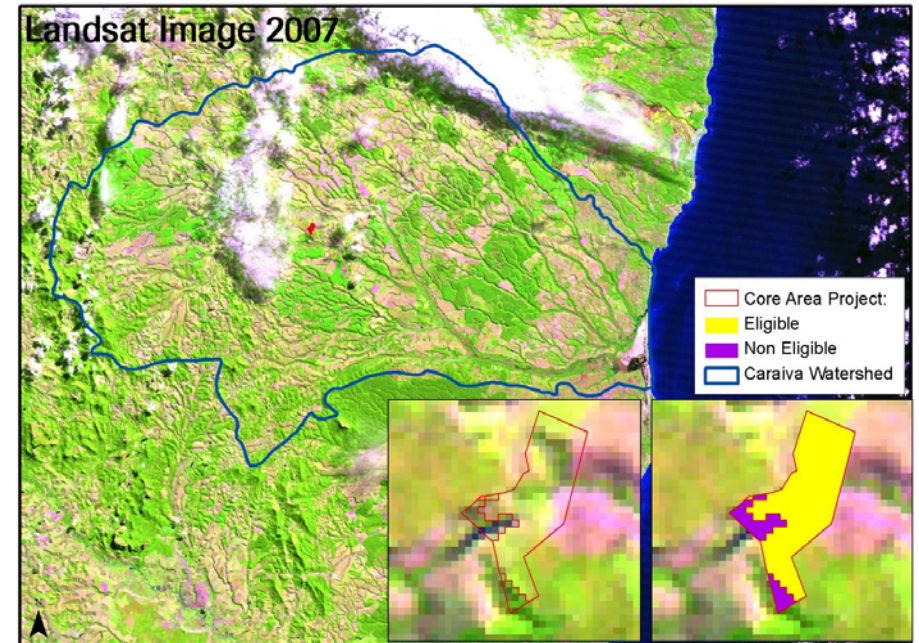 Landsat Image 2007
Core Area Project:
Eligible
Non Eligible
Caraiva Watershed